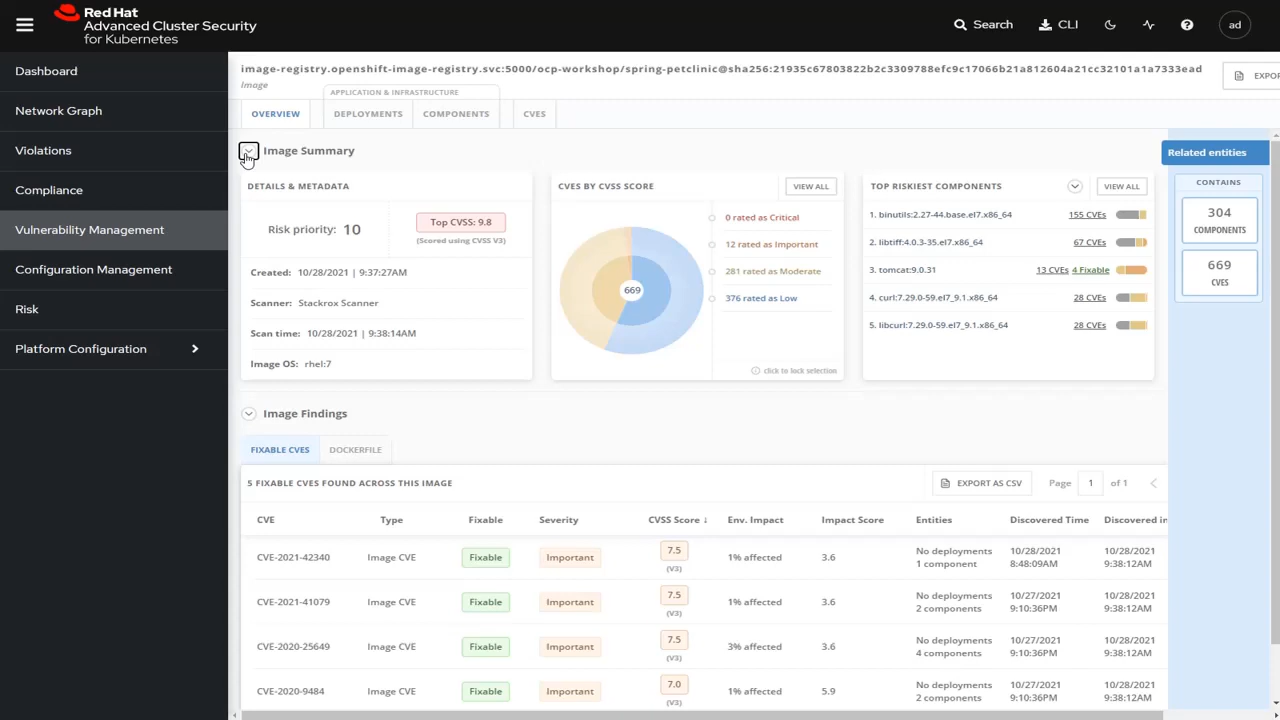 Red Hat
Advanced Cluster Security
for Kubernetes
Search
CLI
ad
Dashboard
Network Graph
Violations
Compliance
Vulnerability Management
Configuration Management
Risk
Platform Configuration
image-registry.openshift-image-registry.svc:5000/ocp-workshop/spring-petclinic@sha256:21935c67803822b2c3309788efc9c17066b21a812604a21cc32101a1a7333ead
Image
EXPOR
APPLICATION & INFRASTRUCTURE
OVERVIEW
DEPLOYMENTS
COMPONENTS
CVES
Image Summary
DETAILS & METADATA
Risk priority: 10
Top CVSS: 9.8
(Scored using CVSS V3)
Created: 10/28/2021 | 9:37:27AM
Scanner: Stackrox Scanner
Scan time: 10/28/2021 | 9:38:14AM
Image OS: rhel:7
CVES BY CVSS SCORE
VIEW ALL
669
0 rated as Critical
12 rated as Important
281 rated as Moderate
376 rated as Low
click to lock selection
TOP RISKIEST COMPONENTS
VIEW ALL
1. binutils:2.27-44.base.el7.x86_64 155 CVEs
2. libtiff:4.0.3-35.el7.x86_64 67 CVEs
3. tomcat:9.0.31 13 CVEs 4 Fixable
4. curl:7.29.0-59.el7_9.1.x86_64 28 CVEs
5. libcurl:7.29.0-59.el7_9.1.x86_64 28 CVEs
Related entities
CONTAINS
304
COMPONENTS
669
CVES
Image Findings
FIXABLE CVES
DOCKERFILE
5 FIXABLE CVES FOUND ACROSS THIS IMAGE
EXPORT AS CSV
Page 1 of 1
CVE Type Fixable Severity CVSS Score ↓ Env. Impact Impact Score Entities Discovered Time Discovered in
CVE-2021-42340 Image CVE Fixable Important 7.5 (V3) 1% affected 3.6 No deployments 1 component 10/28/2021 8:48:09AM 10/28/2021 9:38:12AM
CVE-2021-41079 Image CVE Fixable Important 7.5 (V3) 1% affected 3.6 No deployments 2 components 10/27/2021 9:10:36PM 10/28/2021 9:38:12AM
CVE-2020-25649 Image CVE Fixable Important 7.5 (V3) 3% affected 3.6 No deployments 4 components 10/27/2021 9:10:36PM 10/28/2021 9:38:12AM
CVE-2020-9484 Image CVE Fixable Important 7.0 (V3) 1% affected 5.9 No deployments 2 components 10/27/2021 9:10:36PM 10/28/2021 9:38:12AM